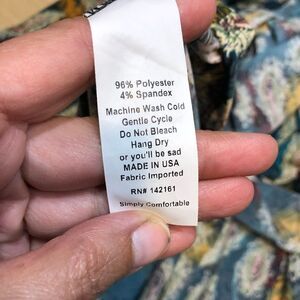 96% Polyester
4% Spandex
Machine Wash Cold
Gentle Cycle
Do Not Bleach
Hang Dry
or you'll be sad
MADE IN USA
Fabric Imported
RN# 142161
Simply Comfortable